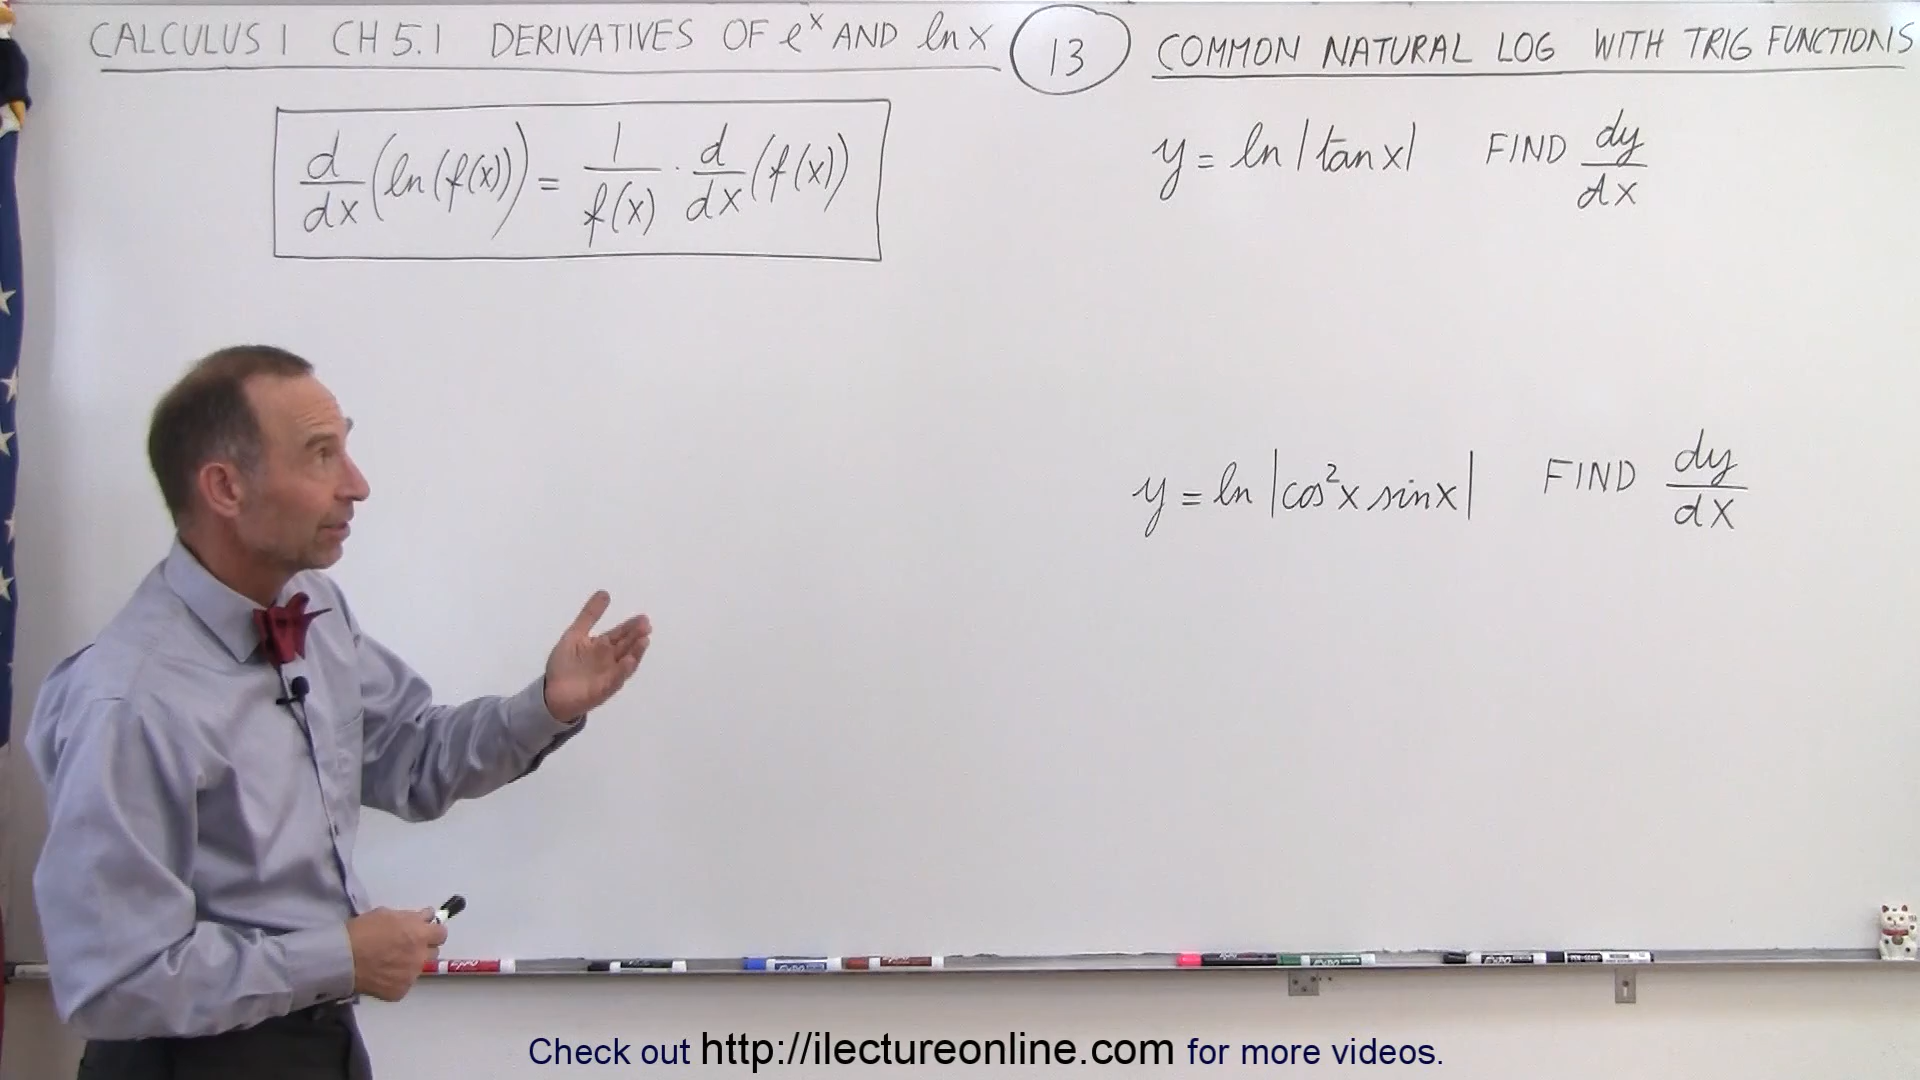 CALCULUS 1 CH 5.1 DERIVATIVES OF e^x AND ln x
13
COMMON NATURAL LOG WITH TRIG FUNCTIONS
d/dx (ln(f(x))) = 1/f(x) · d/dx (f(x))
y = ln |tan x| FIND dy/dx
y = ln |cos²x sin x| FIND dy/dx
EXPO
Check out http://ilectureonline.com for more videos.